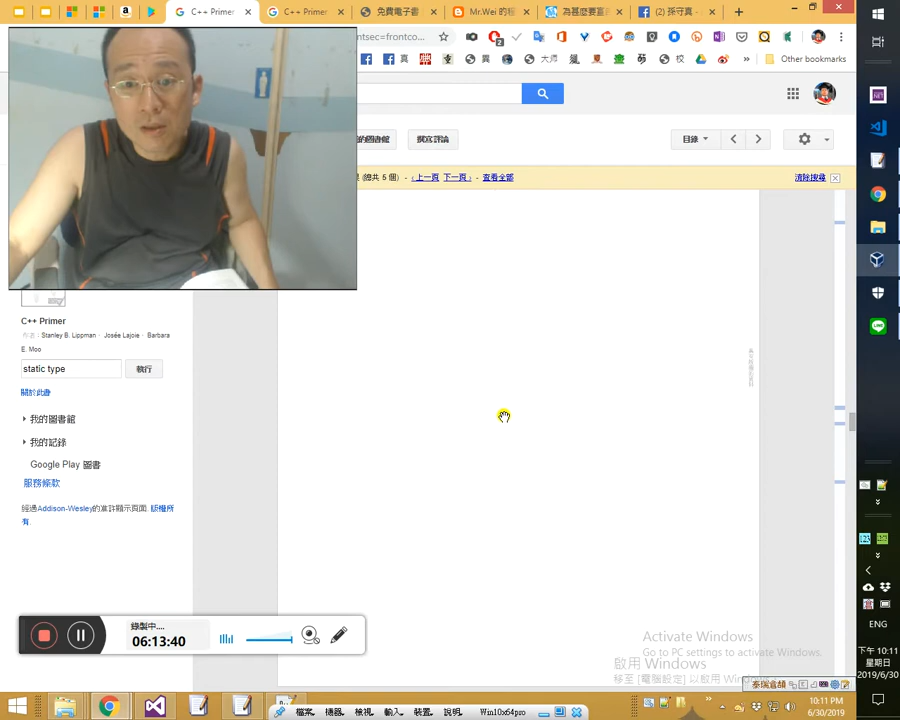 C++ Primer
C++ Primer
免費電子書
Mr.Wei 的程
為甚麼要富
(2) 孫守真 -
ntsec=frontco
真
異
大师
校
Other bookmarks
的圖書館
撰寫評論
目錄
(總共 5 個) - ‹上一頁 下一頁› - 查看全部
清除搜尋
C++ Primer
作者：Stanley B. Lippman、Josée Lajoie、Barbara
E. Moo
static type
執行
關於此書
我的圖書館
我的記錄
Google Play 圖書
服務條款
經過Addison-Wesley的准許顯示頁面. 版權所
有.
錄製中....
06:13:40
Activate Windows
Go to PC settings to activate Windows.
啟用 Windows
移至 [電腦設定] 以啟用 Windows。
ENG
下午 10:11
星期日
2019/6/30
檔案、 機器、 檢視、 輸入、 裝置、 說明、 Win10x64pro
10:11 PM
6/30/2019